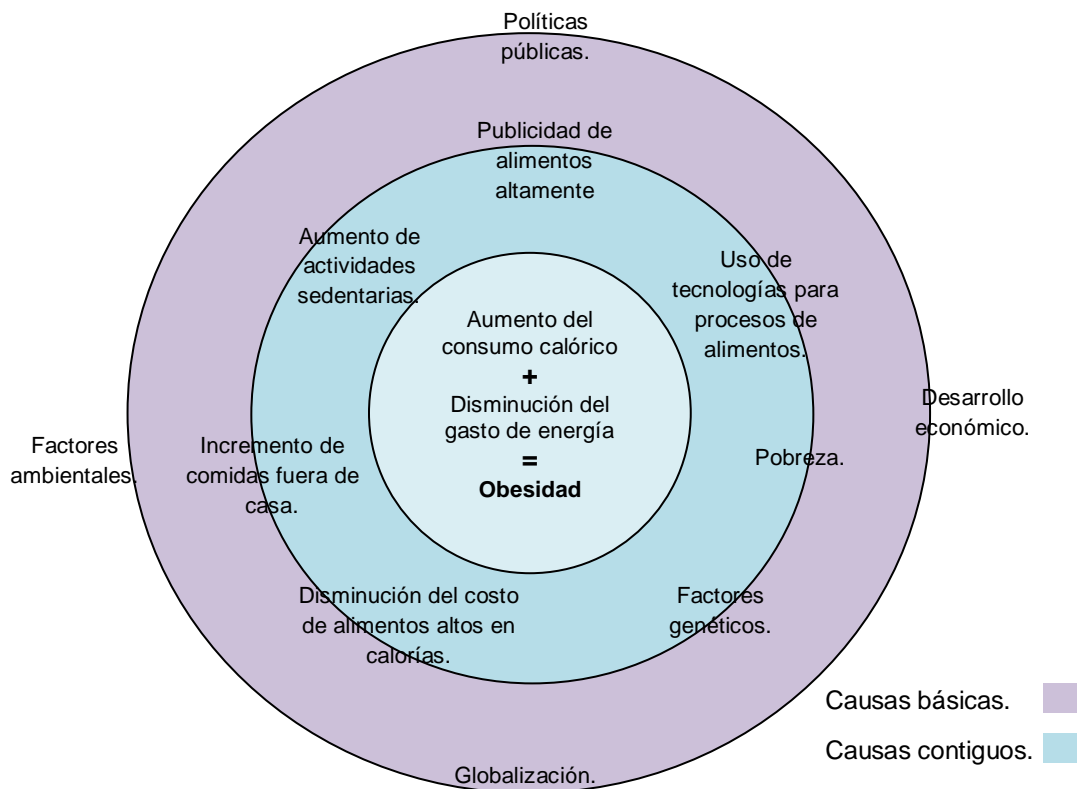 Políticas
públicas.
Publicidad de
alimentos
altamente
Aumento de
actividades
sedentarias.
Uso de
tecnologías para
procesos de
alimentos.
Aumento del
consumo calórico
+
Disminución del
gasto de energía
=
Obesidad
Desarrollo
económico.
Factores
ambientales.
Incremento de
comidas fuera de
casa.
Pobreza.
Disminución del costo
de alimentos altos en
calorías.
Factores
genéticos.
Causas básicas.
Causas contiguos.
Globalización.